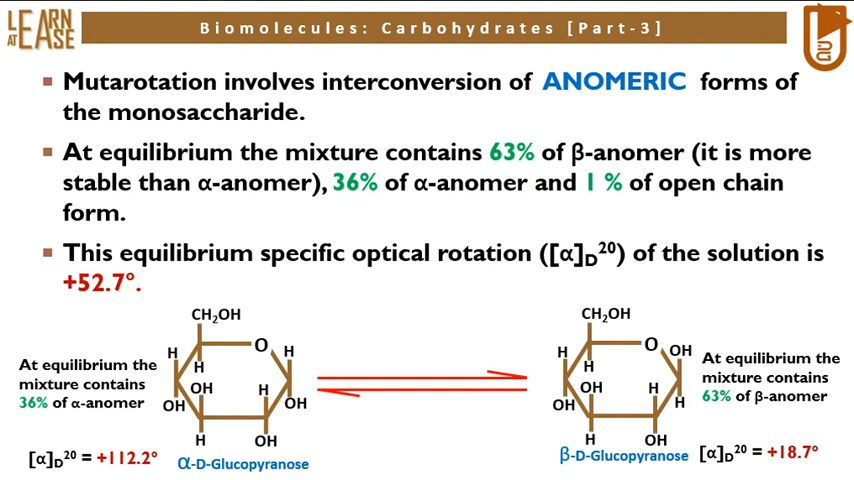 LEARN
AT EASE
Biomolecules: Carbohydrates [Part-3]
▪ Mutarotation involves interconversion of ANOMERIC forms of
the monosaccharide.
▪ At equilibrium the mixture contains 63% of β-anomer (it is more
stable than α-anomer), 36% of α-anomer and 1 % of open chain
form.
▪ This equilibrium specific optical rotation ([α]D20) of the solution is
+52.7°.
At equilibrium the
mixture contains
36% of α-anomer
[α]D20 = +112.2°
CH2OH
O
H
H
H
OH
H
OH
OH
H
OH
α-D-Glucopyranose
CH2OH
O
H
OH
H
OH
H
OH
H
H
OH
β-D-Glucopyranose
At equilibrium the
mixture contains
63% of β-anomer
[α]D20 = +18.7°